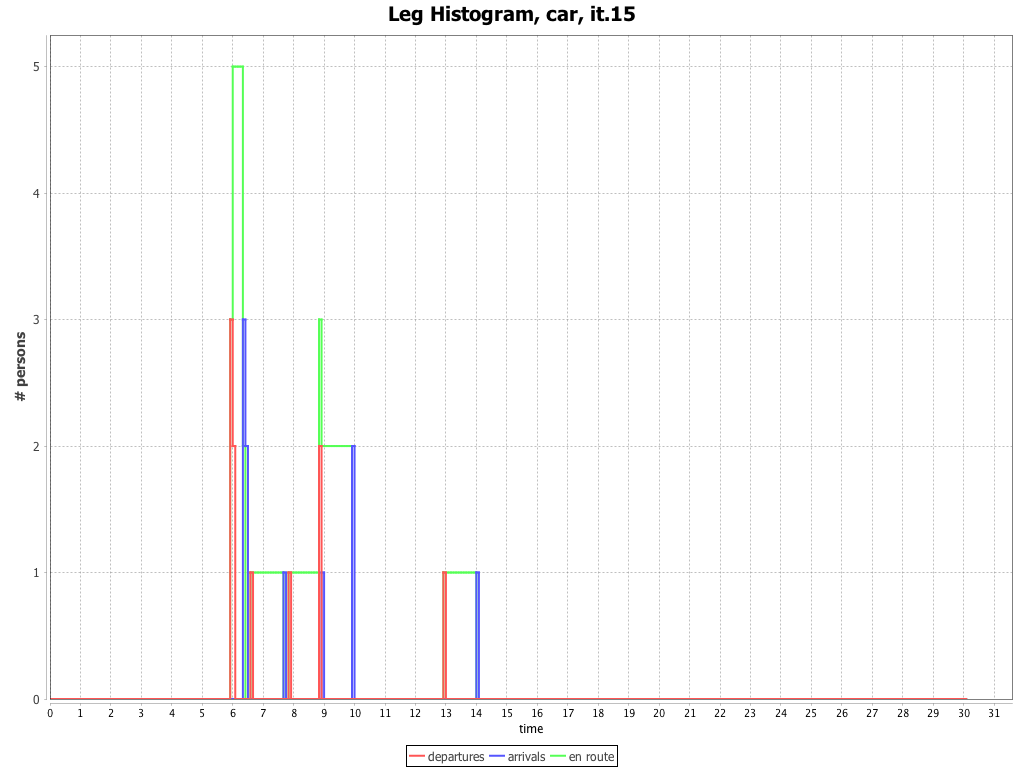 Leg Histogram, car, it.15
# persons
5
4
3
2
1
0
0 1 2 3 4 5 6 7 8 9 10 11 12 13 14 15 16 17 18 19 20 21 22 23 24 25 26 27 28 29 30 31
time
departures arrivals en route